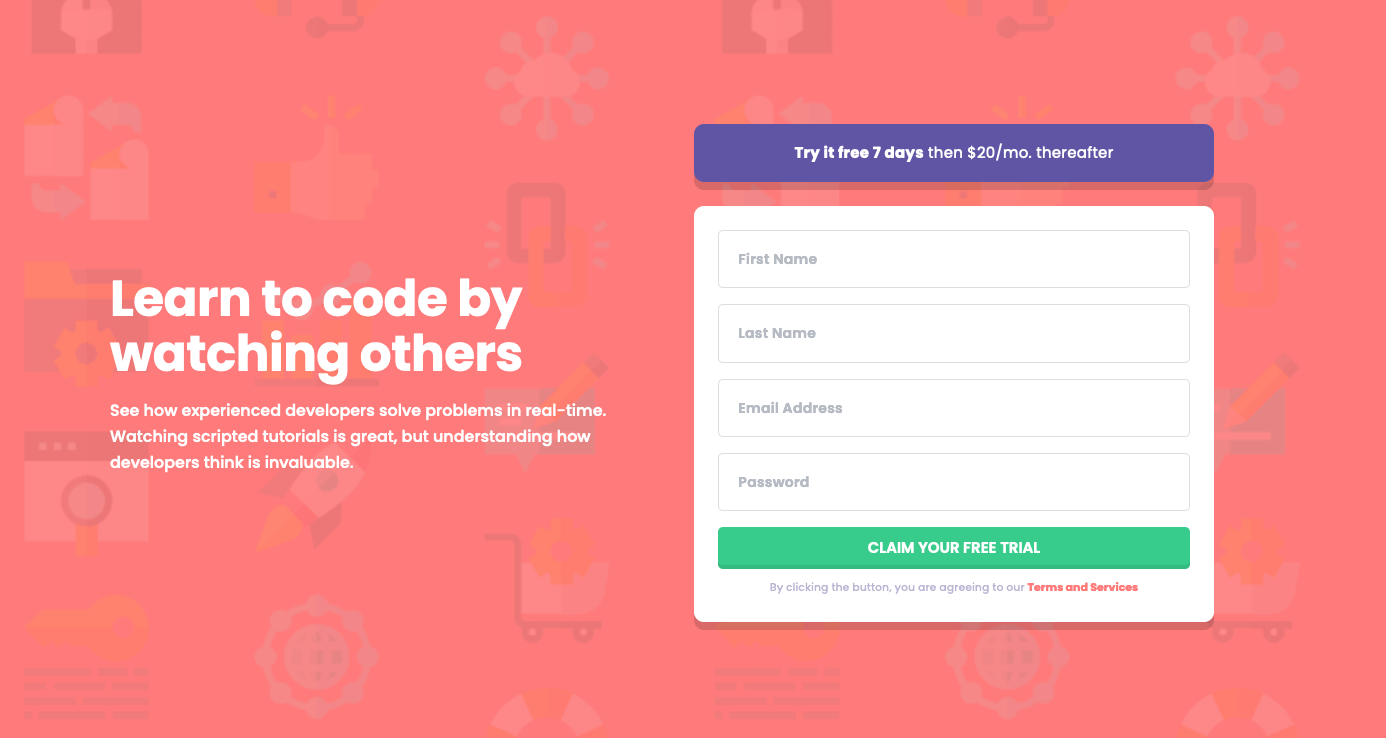 Learn to code by
watching others
See how experienced developers solve problems in real-time.
Watching scripted tutorials is great, but understanding how
developers think is invaluable.
Try it free 7 days then $20/mo. thereafter
First Name
Last Name
Email Address
Password
CLAIM YOUR FREE TRIAL
By clicking the button, you are agreeing to our Terms and Services